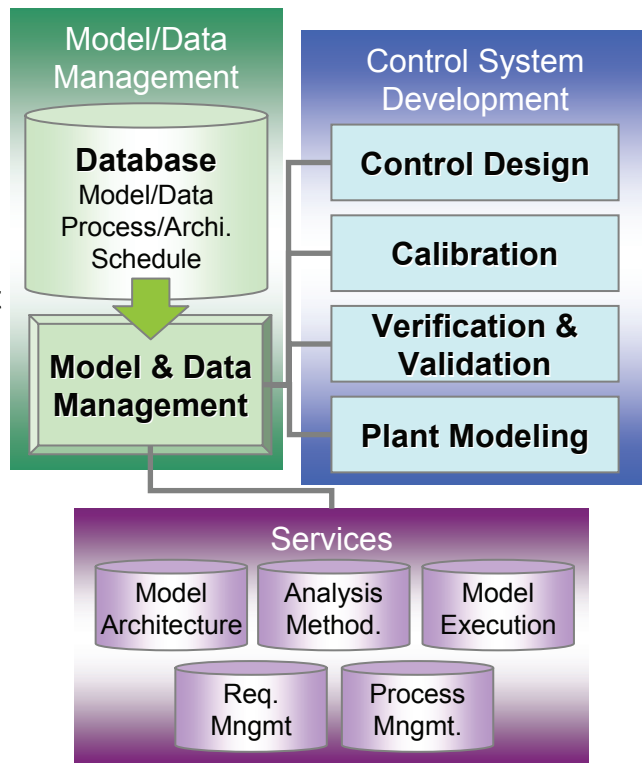 Model/Data
Management
Database
Model/Data
Process/Archi.
Schedule
Model & Data
Management
Control System
Development
Control Design
Calibration
Verification &
Validation
Plant Modeling
Services
Model
Architecture
Analysis
Method.
Model
Execution
Req.
Mngmt
Process
Mngmt.